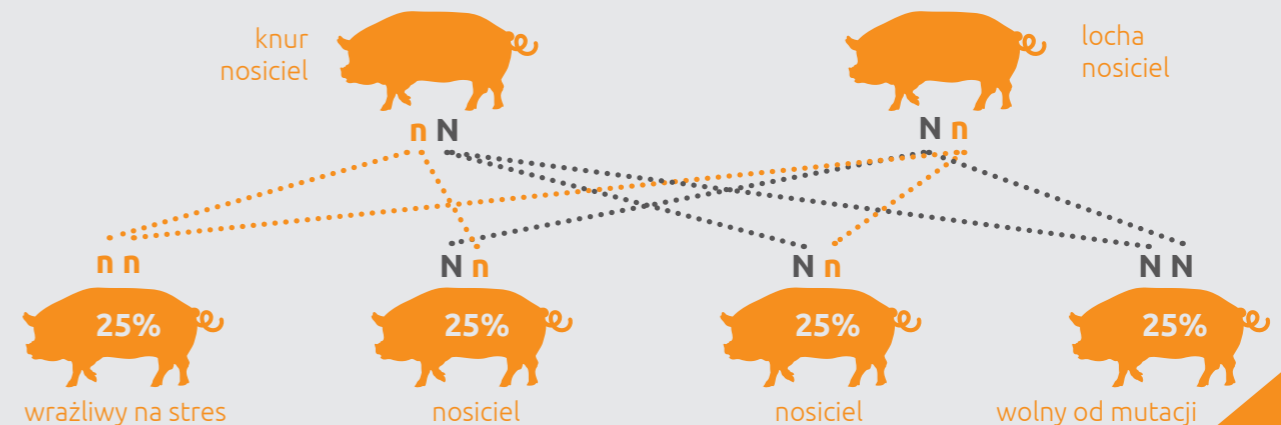 knur
nosiciel
locha
nosiciel
n N
N n
n n
N n
N n
N N
25%
25%
25%
25%
wrażliwy na stres
nosiciel
nosiciel
wolny od mutacji